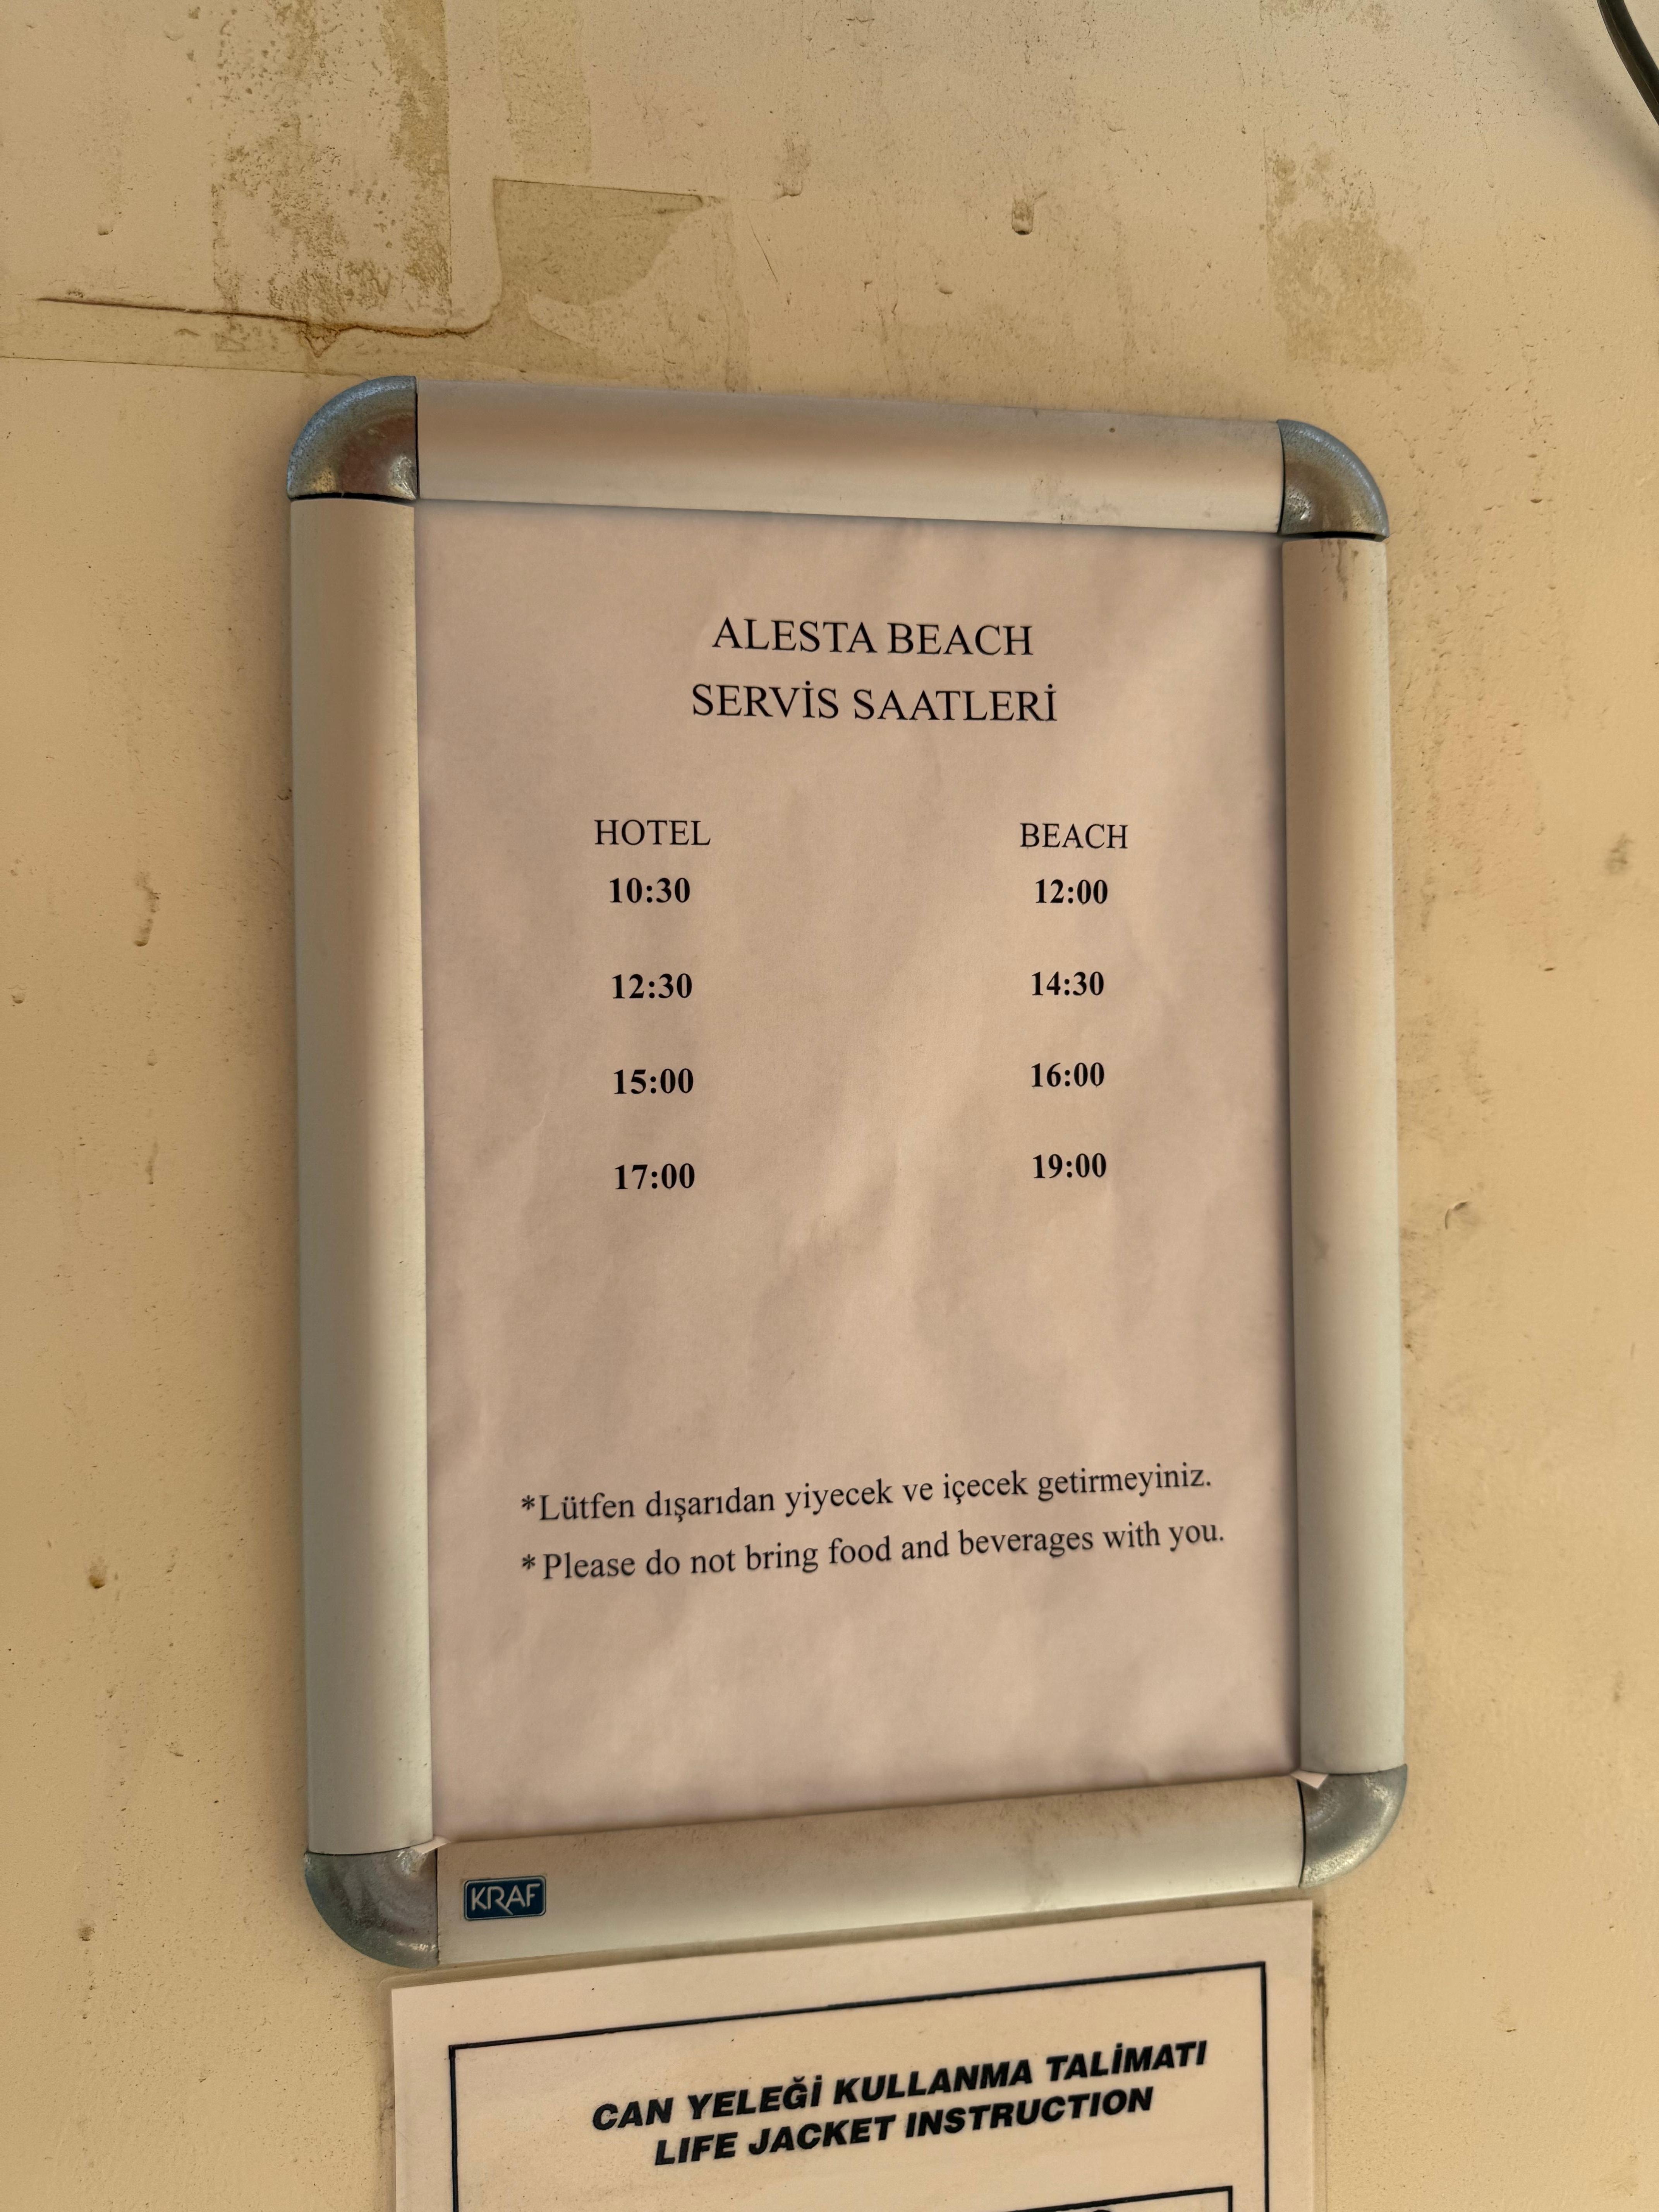 ALESTA BEACH
SERVİS SAATLERİ
HOTEL BEACH
10:30 12:00
12:30 14:30
15:00 16:00
17:00 19:00
*Lütfen dışarıdan yiyecek ve içecek getirmeyiniz.
*Please do not bring food and beverages with you.
KRAF
CAN YELEĞİ KULLANMA TALİMATI
LIFE JACKET INSTRUCTION